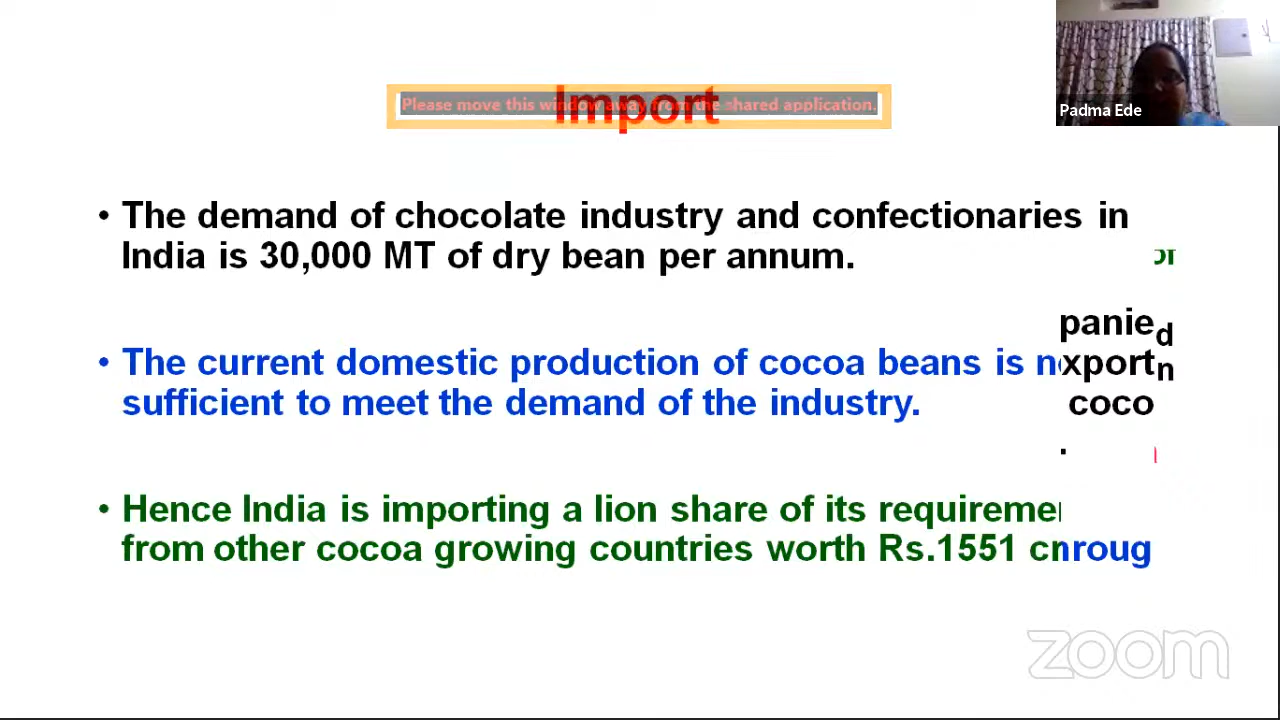 Import
Please move this window away from the shared application.
Padma Ede
• The demand of chocolate industry and confectionaries in
India is 30,000 MT of dry bean per annum.
panie
• The current domestic production of cocoa beans is
xport
sufficient to meet the demand of the industry.
coco
• Hence India is importing a lion share of its
from other cocoa growing countries worth Rs.1551
roug
zoom